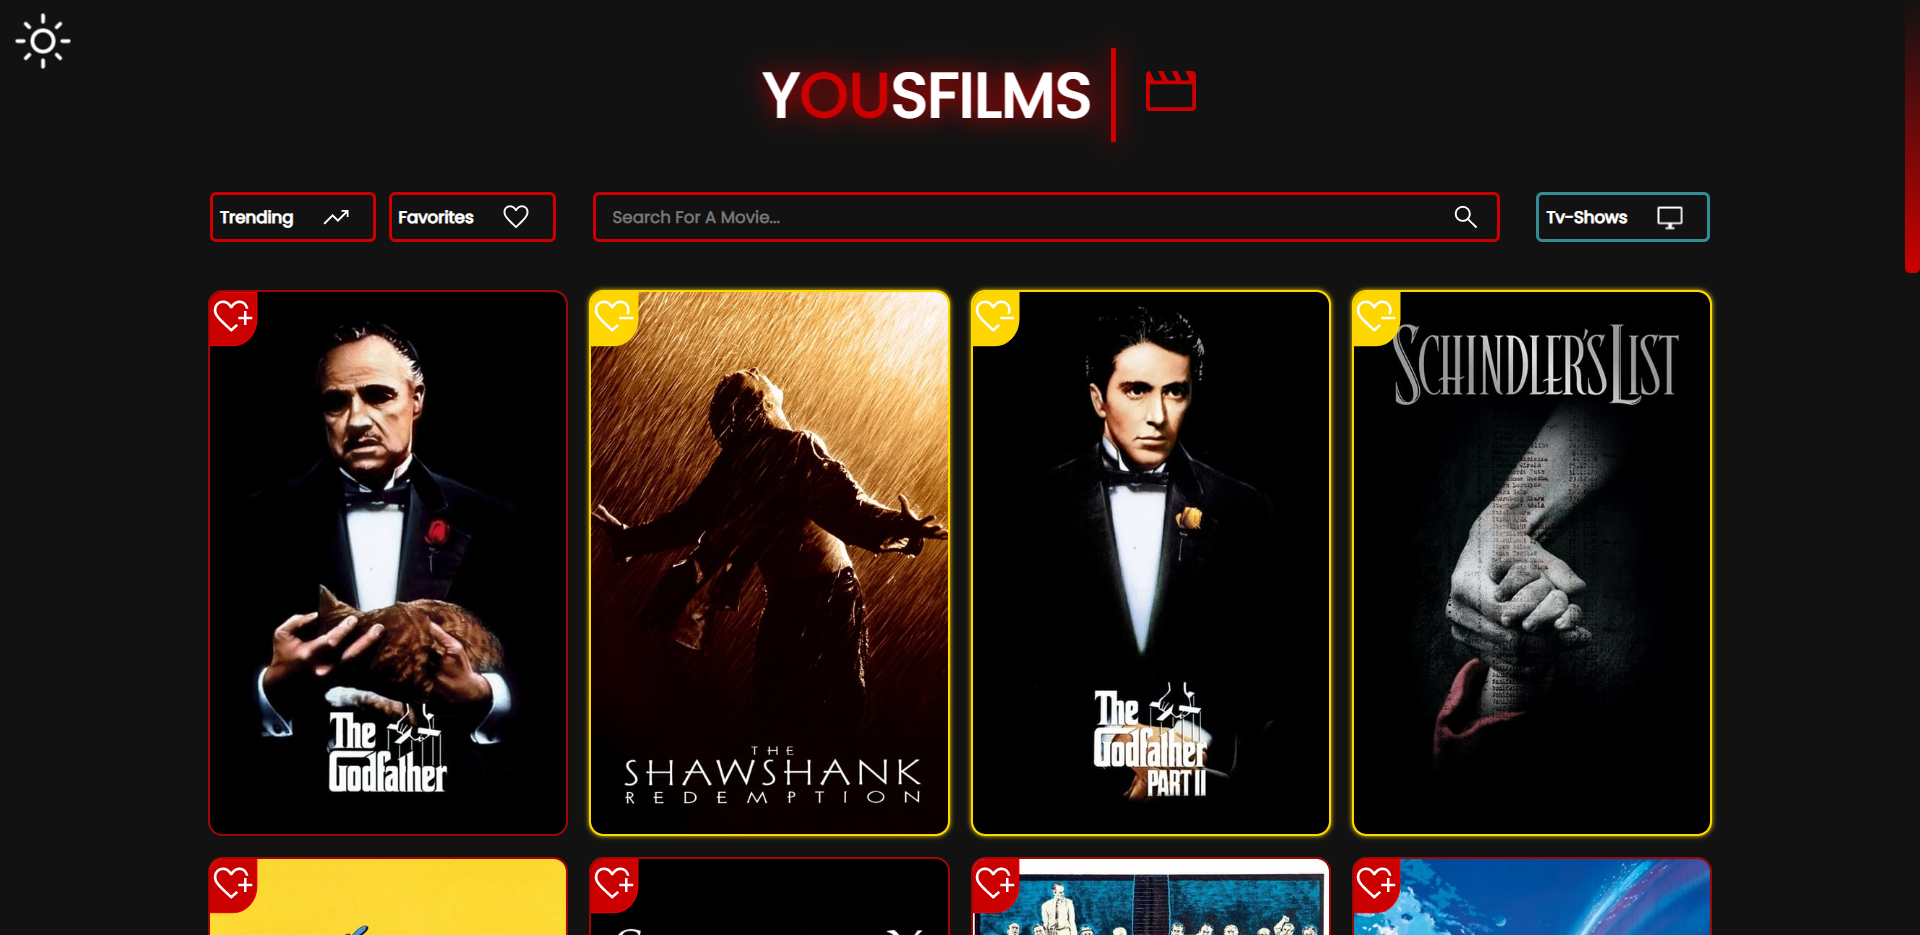 YOUSFILMS
Trending
Favorites
Search For A Movie...
Tv-Shows
The
Godfather
THE
SHAWSHANK
REDEMPTION
The
Godfather
PART II
SCHINDLER'S LIST